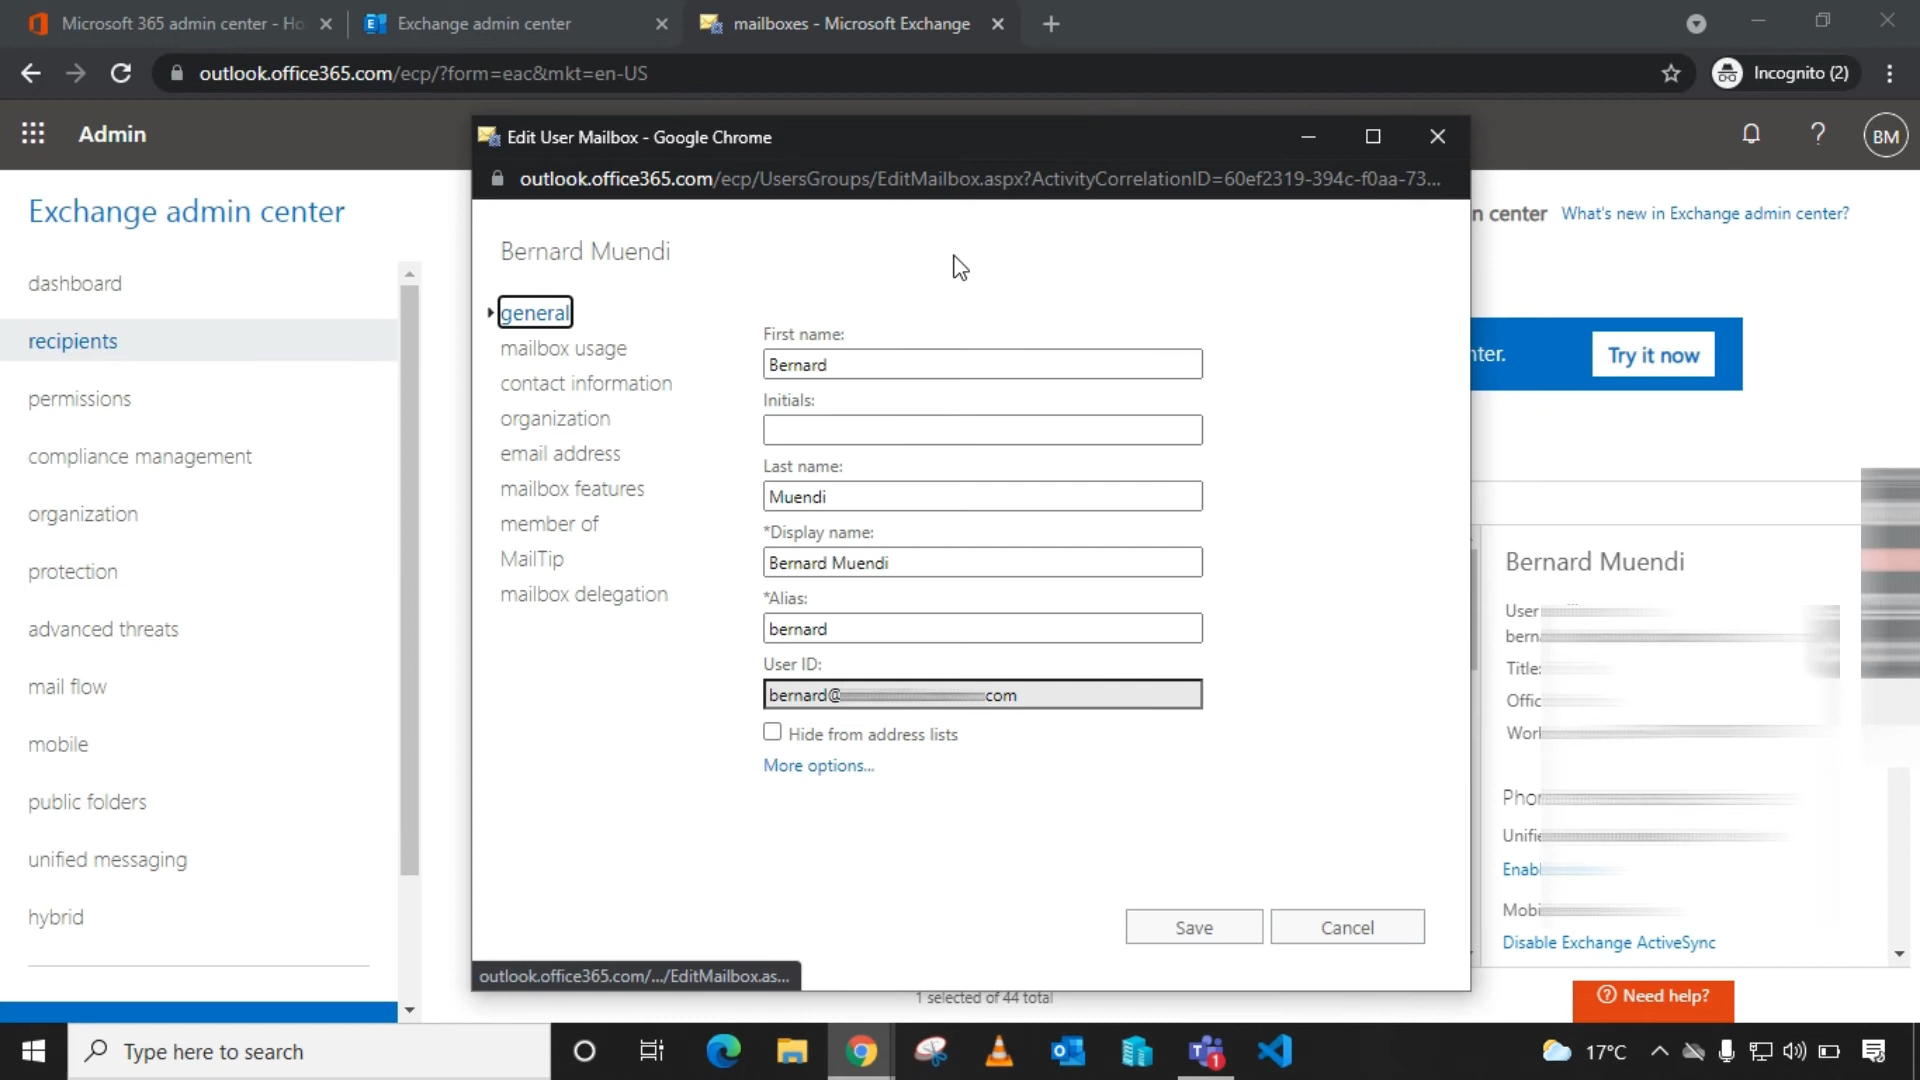 Microsoft 365 admin center - Ho
Exchange admin center
mailboxes - Microsoft Exchange
outlook.office365.com/ecp/?form=eac&mkt=en-US
Incognito (2)
Admin
BM
Edit User Mailbox - Google Chrome
outlook.office365.com/ecp/UsersGroups/EditMailbox.aspx?ActivityCorrelationID=60ef2319-394c-f0aa-73...
Exchange admin center
n center What's new in Exchange admin center?
dashboard
recipients
permissions
compliance management
organization
protection
advanced threats
mail flow
mobile
public folders
unified messaging
hybrid
Bernard Muendi
general
mailbox usage
contact information
organization
email address
mailbox features
member of
MailTip
mailbox delegation
First name:
Bernard
Initials:
Last name:
Muendi
*Display name:
Bernard Muendi
*Alias:
bernard
User ID:
bernard@ com
Hide from address lists
More options...
Save
Cancel
outlook.office365.com/.../EditMailbox.as...
1 selected of 44 total
nter.
Try it now
Bernard Muendi
User
bern
Title:
Offic
Worl
Phor
Unifie
Enabl
Mobi
Disable Exchange ActiveSync
Need help?
Type here to search
1
17°C